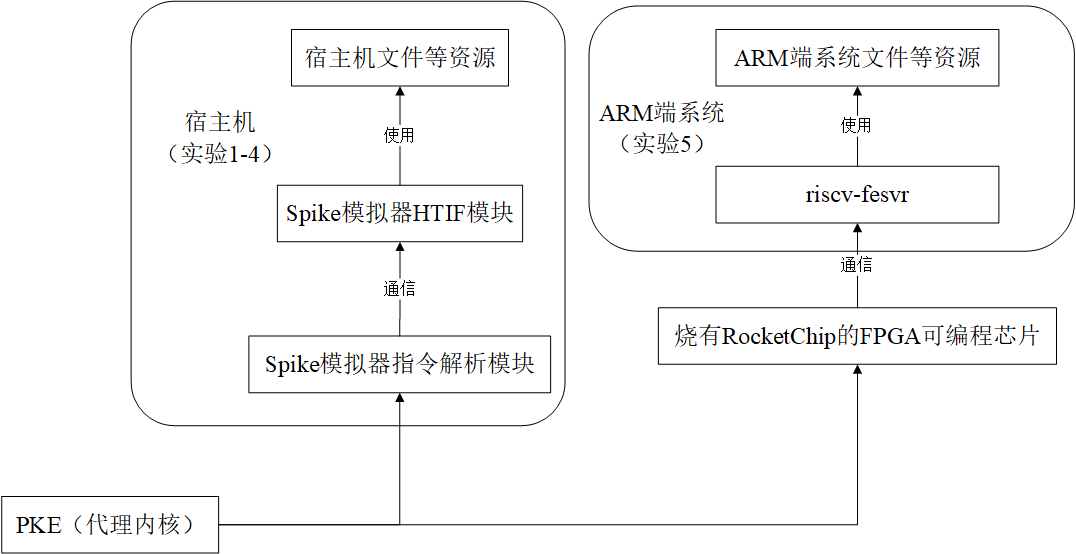 宿主机文件等资源
使用
宿主机
（实验1-4）
Spike模拟器HTIF模块
通信
Spike模拟器指令解析模块
ARM端系统文件等资源
使用
ARM端系统
（实验5）
riscv-fesvr
通信
烧有RocketChip的FPGA可编程芯片
PKE（代理内核）